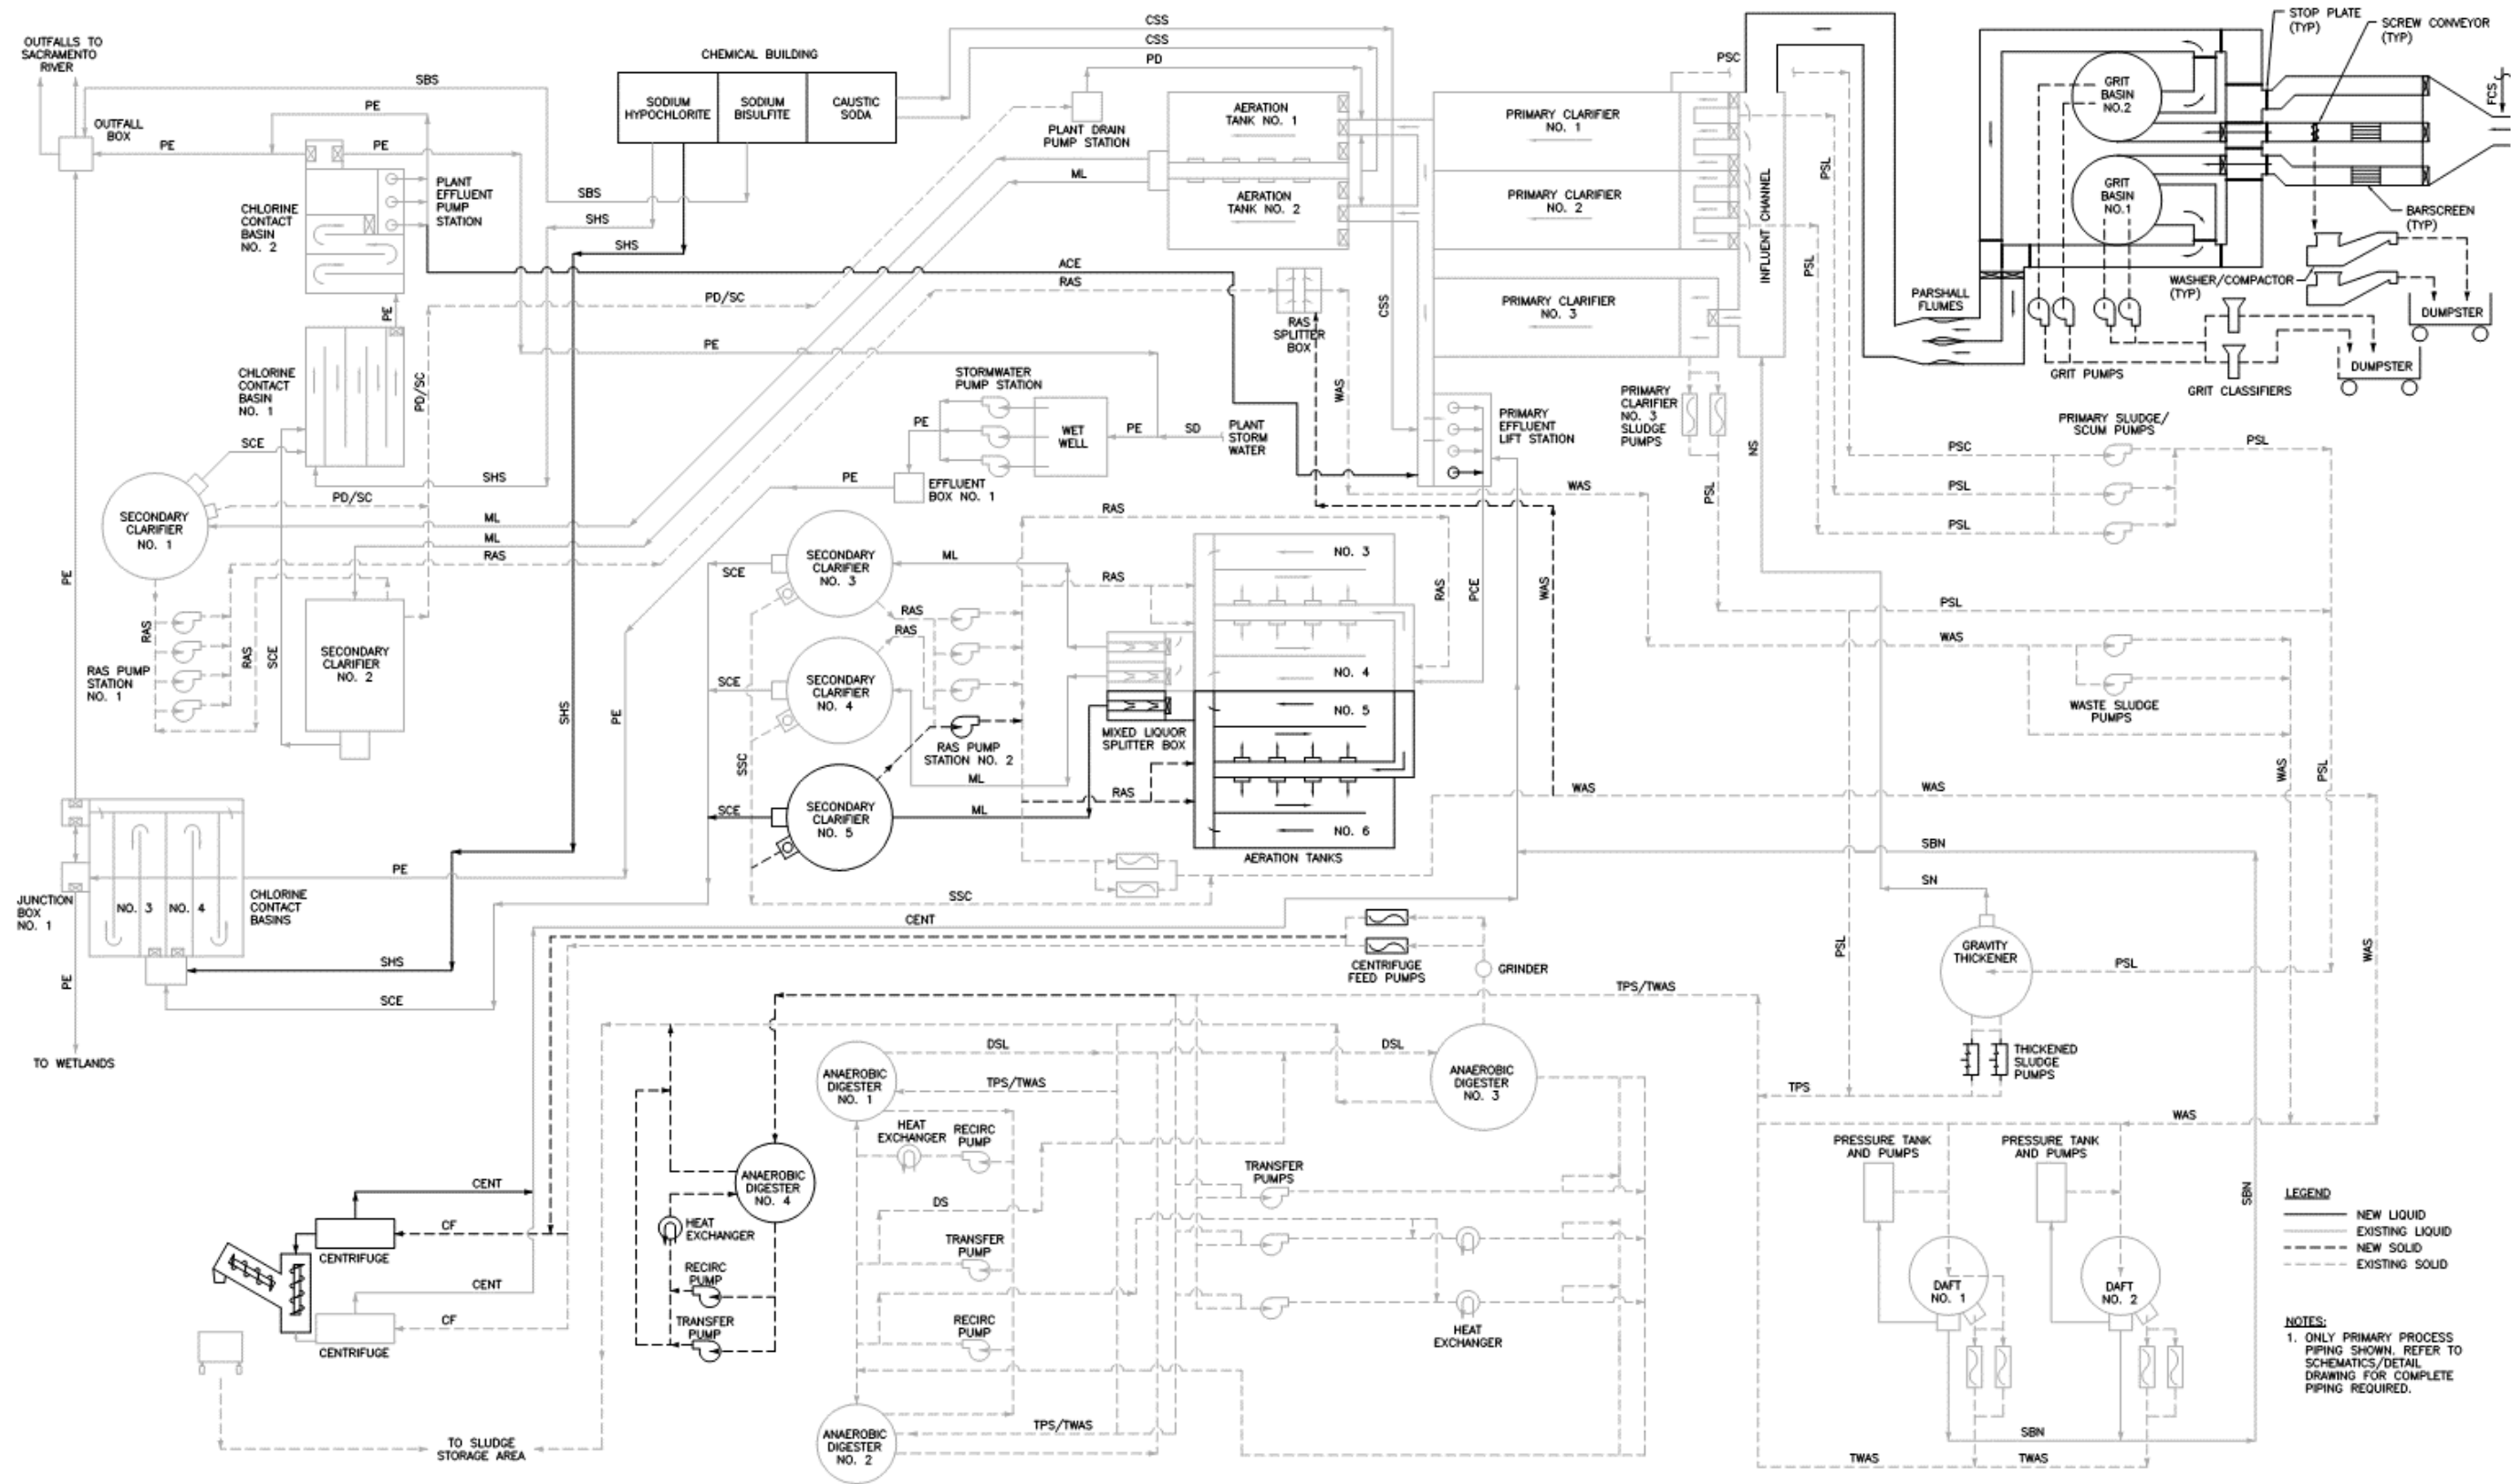 OUTFALLS TO
SACRAMENTO
RIVER
SBS
PE
OUTFALL
BOX
PE
PE
CHLORINE
CONTACT
BASIN
NO. 2
PLANT
EFFLUENT
PUMP
STATION
CHEMICAL BUILDING
SODIUM
HYPOCHLORITE
SODIUM
BISULFITE
CAUSTIC
SODA
SBS
SHS
SHS
CSS
CSS
PD
PLANT DRAIN
PUMP STATION
ML
AERATION
TANK NO. 1
AERATION
TANK NO. 2
ACE
RAS
PD/SC
PE
RAS
SPLITTER
BOX
CSS
WAS
PRIMARY CLARIFIER
NO. 1
PRIMARY CLARIFIER
NO. 2
PRIMARY CLARIFIER
NO. 3
PSC
INFLUENT CHANNEL
PSL
PSL
STOP PLATE
(TYP)
SCREW CONVEYOR
(TYP)
GRIT
BASIN
NO.2
GRIT
BASIN
NO.1
FCS
BARSCREEN
(TYP)
WASHER/COMPACTOR
(TYP)
PARSHALL
FLUMES
DUMPSTER
DUMPSTER
GRIT PUMPS
GRIT CLASSIFIERS
PE
CHLORINE
CONTACT
BASIN
NO. 1
PD/SC
SCE
SHS
PD/SC
SECONDARY
CLARIFIER
NO. 1
ML
ML
RAS
STORMWATER
PUMP STATION
PE
WET
WELL
PE
SD
PLANT
STORM
WATER
EFFLUENT
BOX NO. 1
PE
PRIMARY
EFFLUENT
LIFT STATION
PRIMARY
CLARIFIER
NO. 3
SLUDGE
PUMPS
NS
PSL
PRIMARY SLUDGE/
SCUM PUMPS
PSC
PSL
PSL
PSL
WAS
RAS
PE
RAS
RAS PUMP
STATION
NO. 1
RAS
SCE
SECONDARY
CLARIFIER
NO. 2
SHS
PE
SECONDARY
CLARIFIER
NO. 3
SCE
ML
RAS
RAS
RAS
SECONDARY
CLARIFIER
NO. 4
SCE
SSC
RAS PUMP
STATION NO. 2
ML
SECONDARY
CLARIFIER
NO. 5
SCE
ML
RAS
MIXED LIQUOR
SPLITTER BOX
NO. 3
NO. 4
NO. 5
NO. 6
AERATION TANKS
RAS
PCE
WAS
PSL
WAS
WASTE SLUDGE
PUMPS
WAS
PSL
WAS
WAS
SBN
SN
PE
JUNCTION
BOX
NO. 1
NO. 3
NO. 4
CHLORINE
CONTACT
BASINS
SHS
SCE
PE
TO WETLANDS
SSC
CENT
CENTRIFUGE
FEED PUMPS
GRINDER
GRAVITY
THICKENER
PSL
PSL
WAS
TPS/TWAS
THICKENED
SLUDGE
PUMPS
TPS
WAS
DSL
DSL
TPS/TWAS
ANAEROBIC
DIGESTER
NO. 1
ANAEROBIC
DIGESTER
NO. 3
HEAT
EXCHANGER
RECIRC
PUMP
ANAEROBIC
DIGESTER
NO. 4
HEAT
EXCHANGER
RECIRC
PUMP
TRANSFER
PUMP
DS
TRANSFER
PUMP
RECIRC
PUMP
TRANSFER
PUMPS
HEAT
EXCHANGER
TPS/TWAS
ANAEROBIC
DIGESTER
NO. 2
CENT
CF
CENTRIFUGE
CENT
CF
CENTRIFUGE
TO SLUDGE
STORAGE AREA
PRESSURE TANK
AND PUMPS
PRESSURE TANK
AND PUMPS
DAFT
NO. 1
DAFT
NO. 2
SBN
SBN
TWAS
TWAS
LEGEND
NEW LIQUID
EXISTING LIQUID
NEW SOLID
EXISTING SOLID
NOTES:
1. ONLY PRIMARY PROCESS
PIPING SHOWN. REFER TO
SCHEMATICS/DETAIL
DRAWING FOR COMPLETE
PIPING REQUIRED.